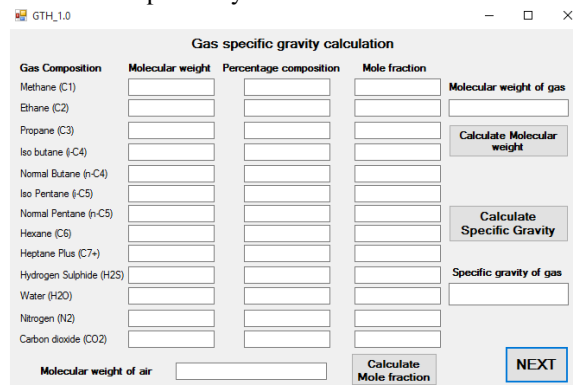 GTH_1.0
Gas specific gravity calculation
Gas Composition Molecular weight Percentage composition Mole fraction
Methane (C1)
Molecular weight of gas
Ethane (C2)
Propane (C3)
Calculate Molecular
weight
Iso butane (i-C4)
Normal Butane (n-C4)
Iso Pentane (i-C5)
Normal Pentane (n-C5)
Calculate
Specific Gravity
Hexane (C6)
Heptane Plus (C7+)
Hydrogen Sulphide (H2S)
Specific gravity of gas
Water (H2O)
Nitrogen (N2)
Carbon dioxide (CO2)
Molecular weight of air
Calculate
Mole fraction
NEXT